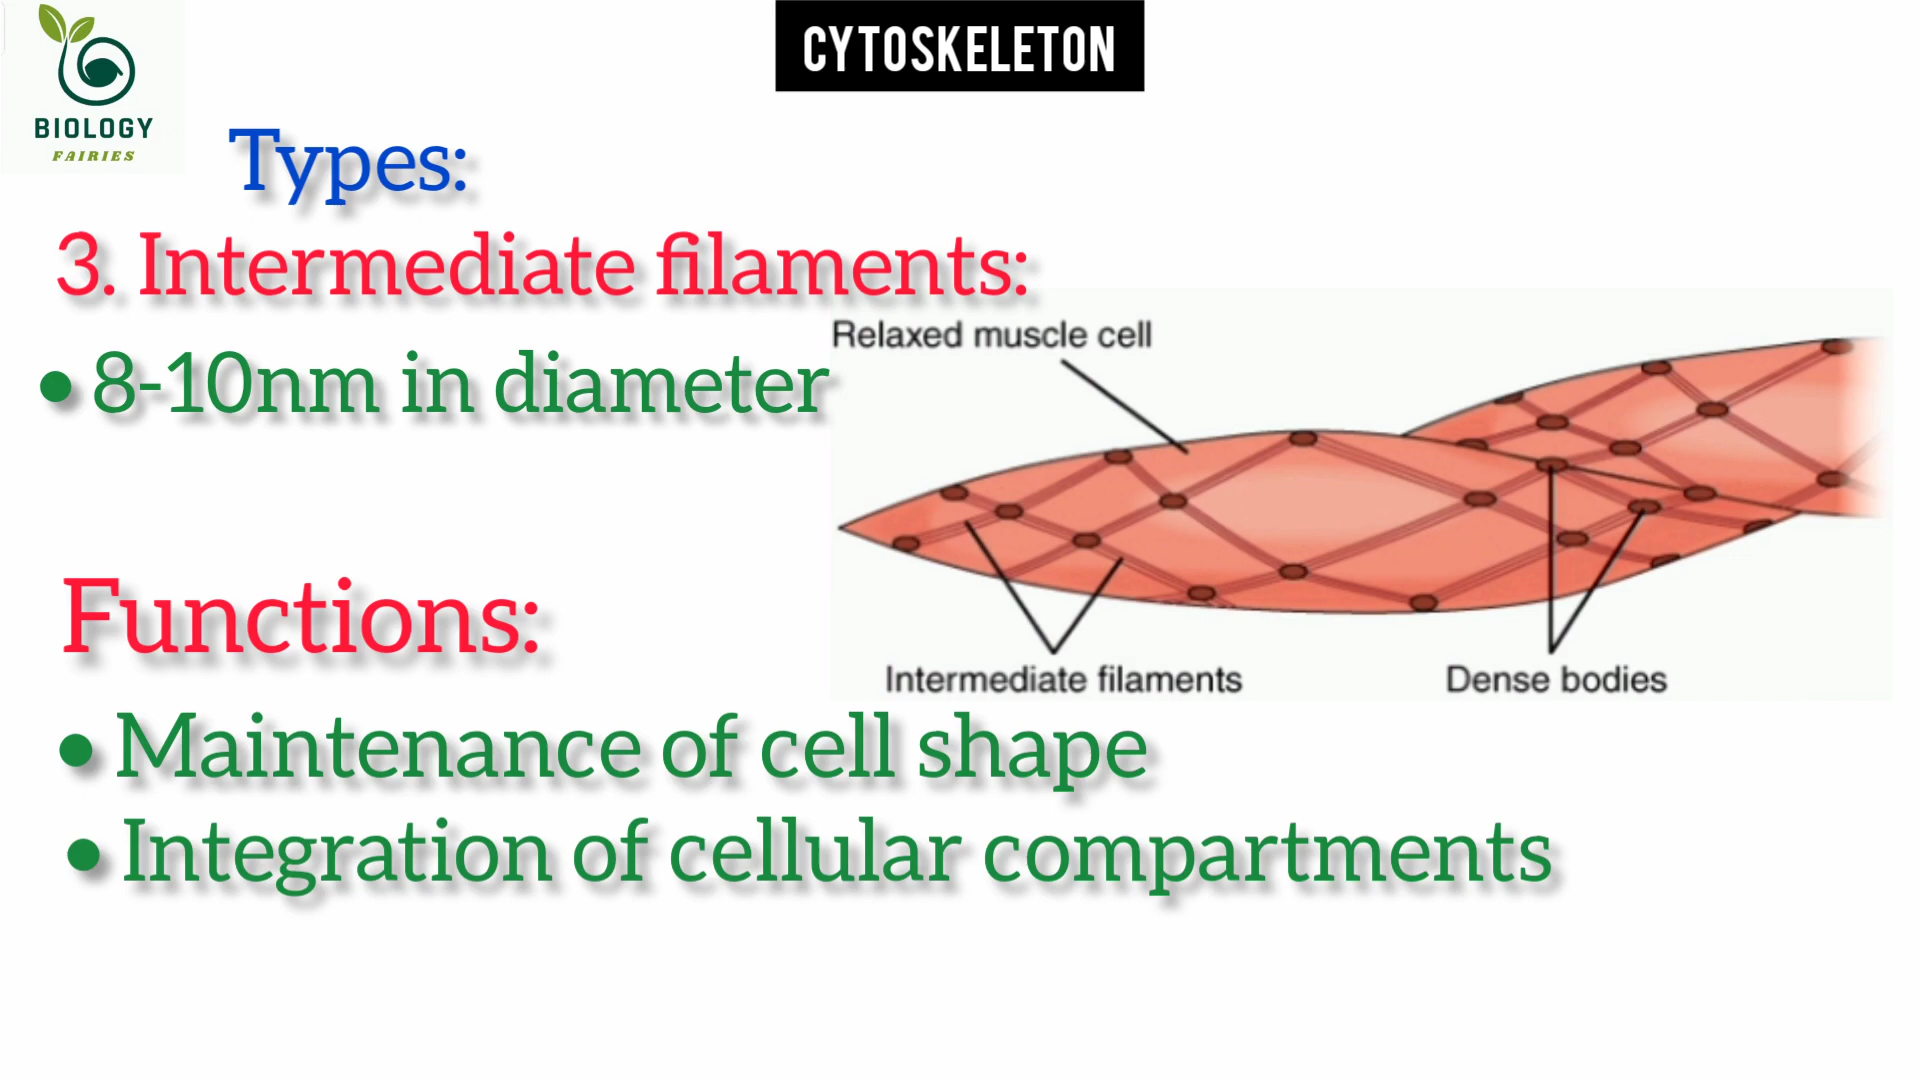 CYTOSKELETON
BIOLOGY
FAIRIES
Types:
3. Intermediate filaments:
• 8-10nm in diameter
Relaxed muscle cell
Intermediate filaments
Dense bodies
Functions:
• Maintenance of cell shape
• Integration of cellular compartments